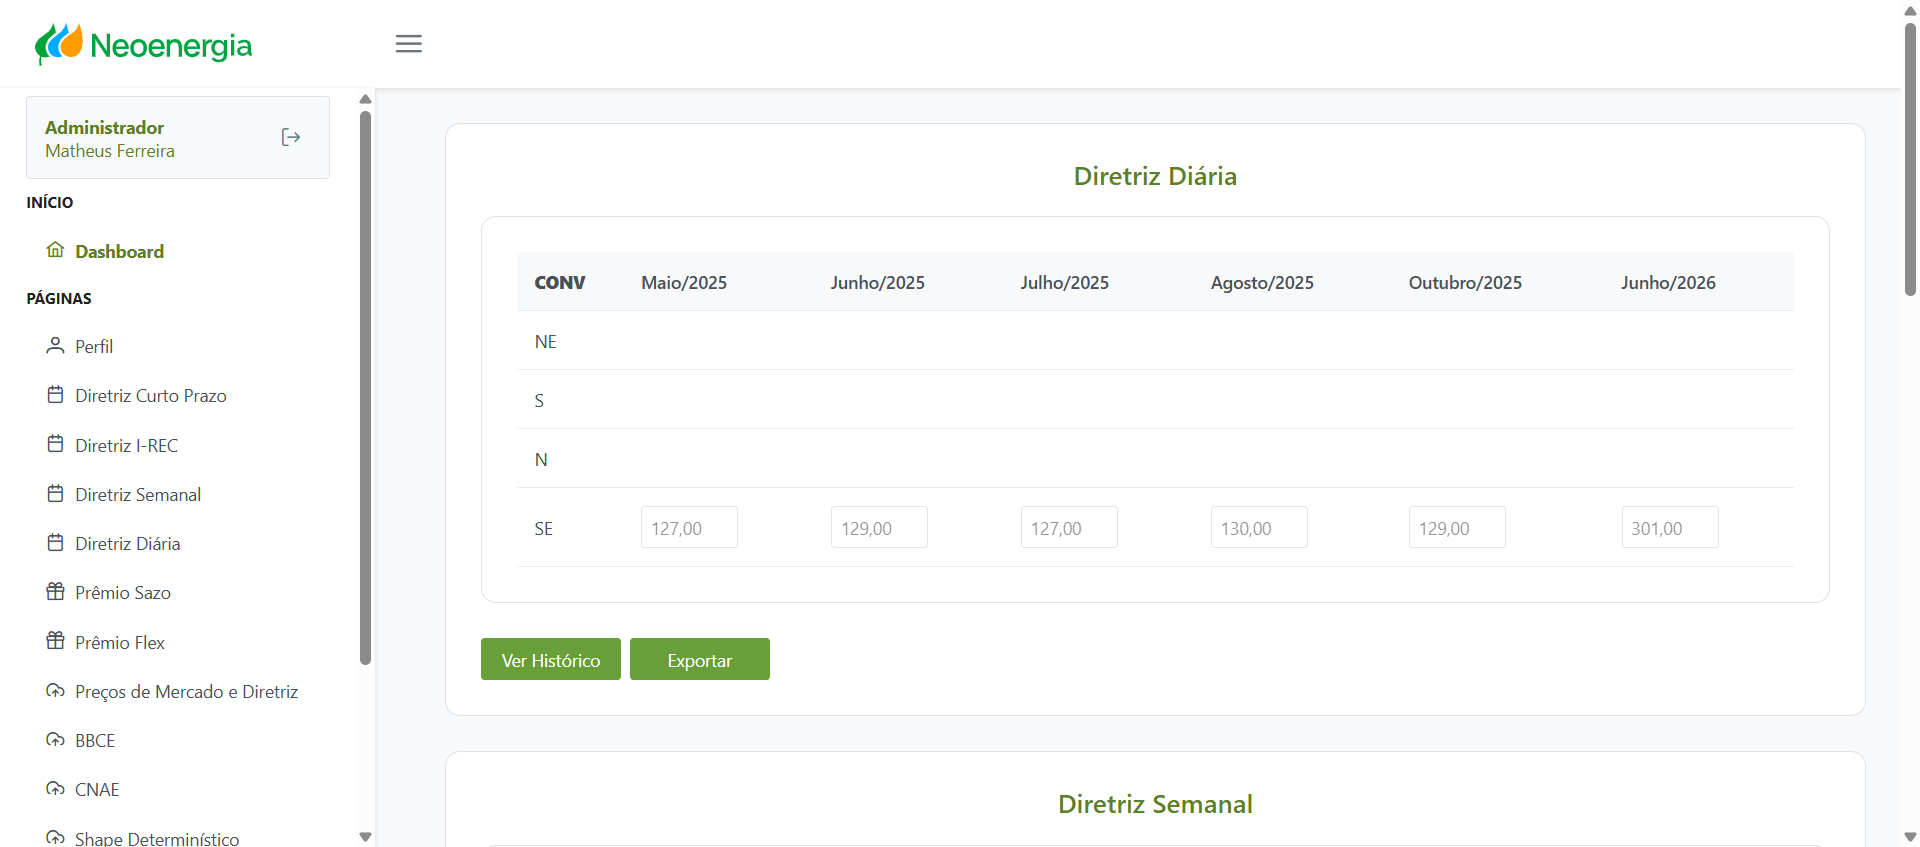 Neoenergia
Administrador
Matheus Ferreira
INÍCIO
Dashboard
PÁGINAS
Perfil
Diretriz Curto Prazo
Diretriz I-REC
Diretriz Semanal
Diretriz Diária
Prêmio Sazo
Prêmio Flex
Preços de Mercado e Diretriz
BBCE
CNAE
Shape Determinístico
Diretriz Diária
CONV Maio/2025 Junho/2025 Julho/2025 Agosto/2025 Outubro/2025 Junho/2026
NE
S
N
SE 127,00 129,00 127,00 130,00 129,00 301,00
Ver Histórico Exportar
Diretriz Semanal